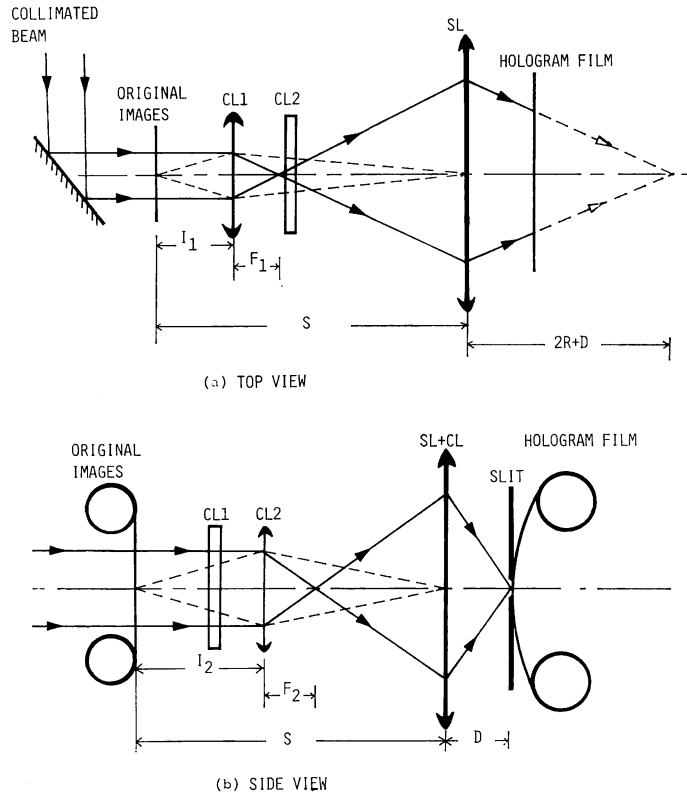 COLLIMATED
BEAM
ORIGINAL
IMAGES
CL1
CL2
SL
HOLOGRAM FILM
I1
F1
S
2R+D
(a) TOP VIEW
ORIGINAL
IMAGES
CL1
CL2
SL+CL
SLIT
HOLOGRAM FILM
I2
F2
S
D
(b) SIDE VIEW